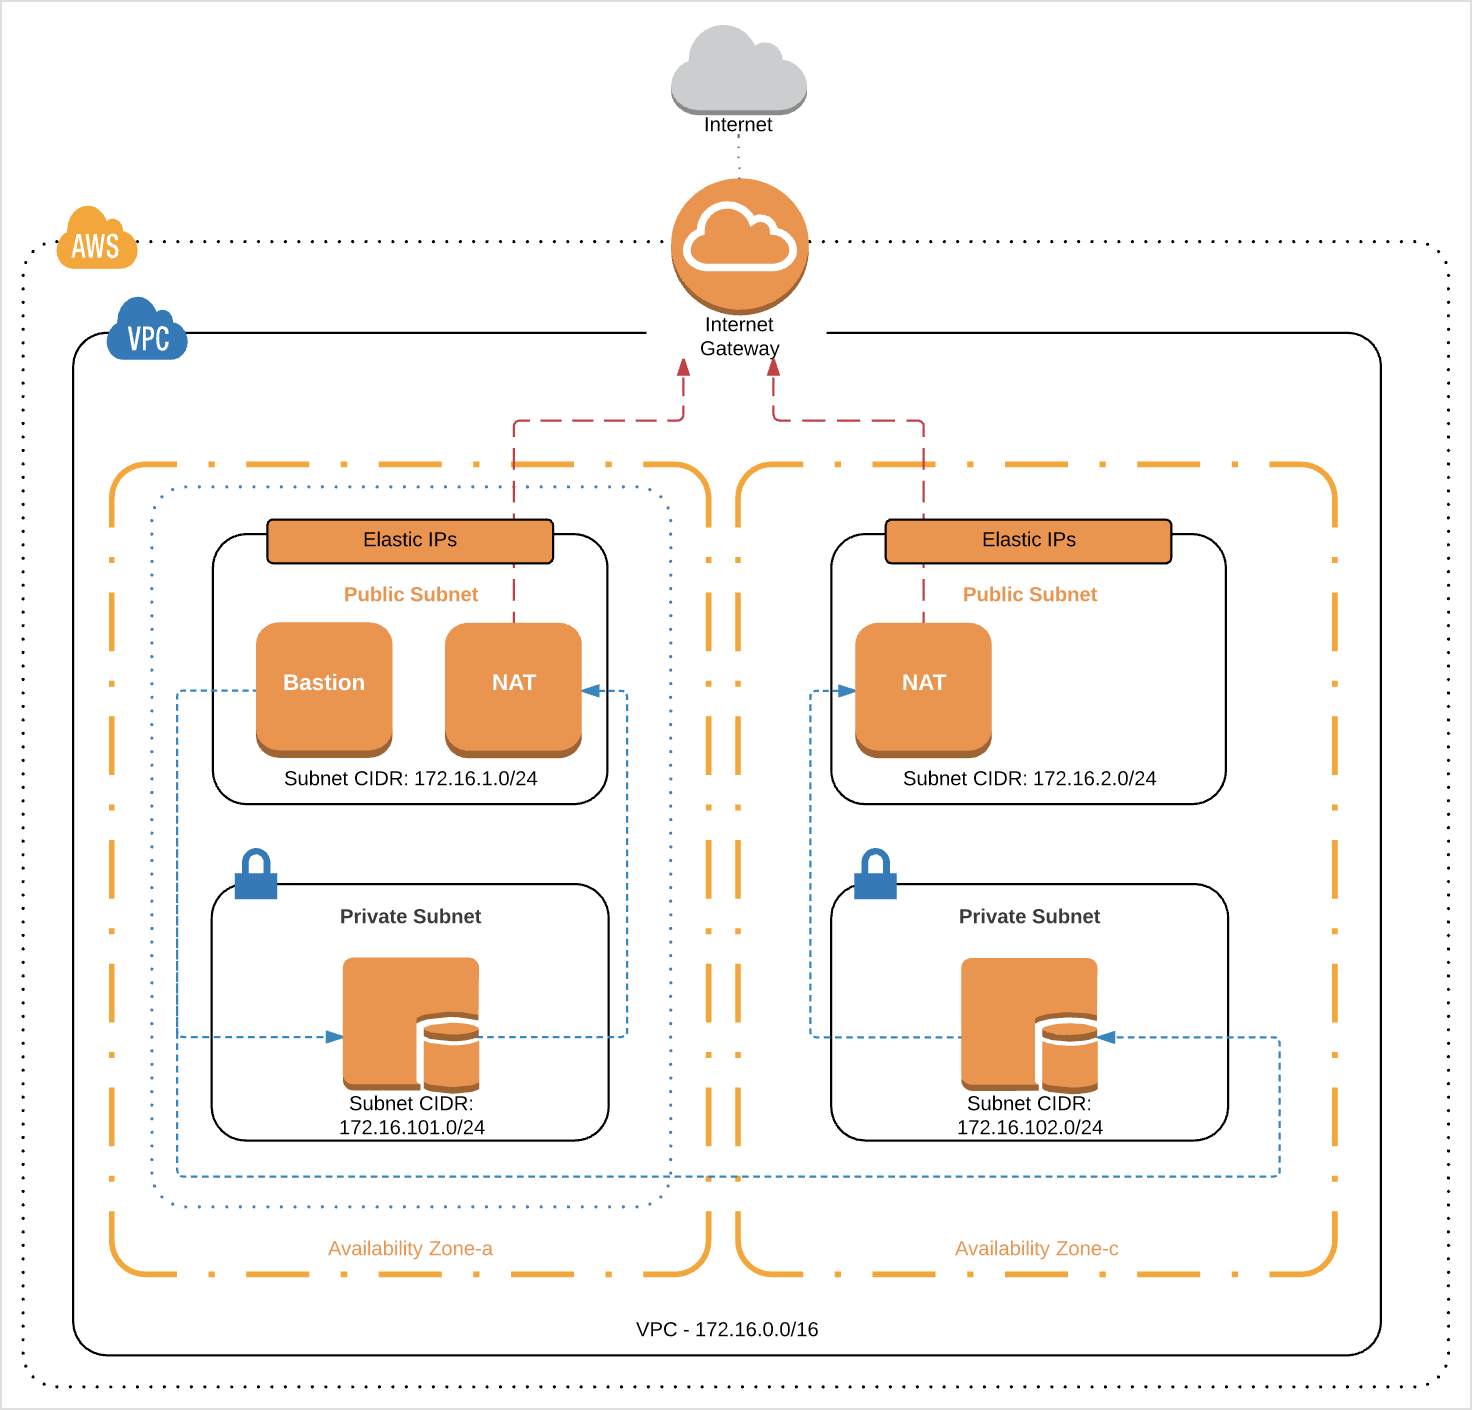 Internet
AWS
VPC
Internet
Gateway
Elastic IPs
Public Subnet
Bastion
NAT
Subnet CIDR: 172.16.1.0/24
Elastic IPs
Public Subnet
NAT
Subnet CIDR: 172.16.2.0/24
Private Subnet
Subnet CIDR:
172.16.101.0/24
Private Subnet
Subnet CIDR:
172.16.102.0/24
Availability Zone-a
Availability Zone-c
VPC - 172.16.0.0/16